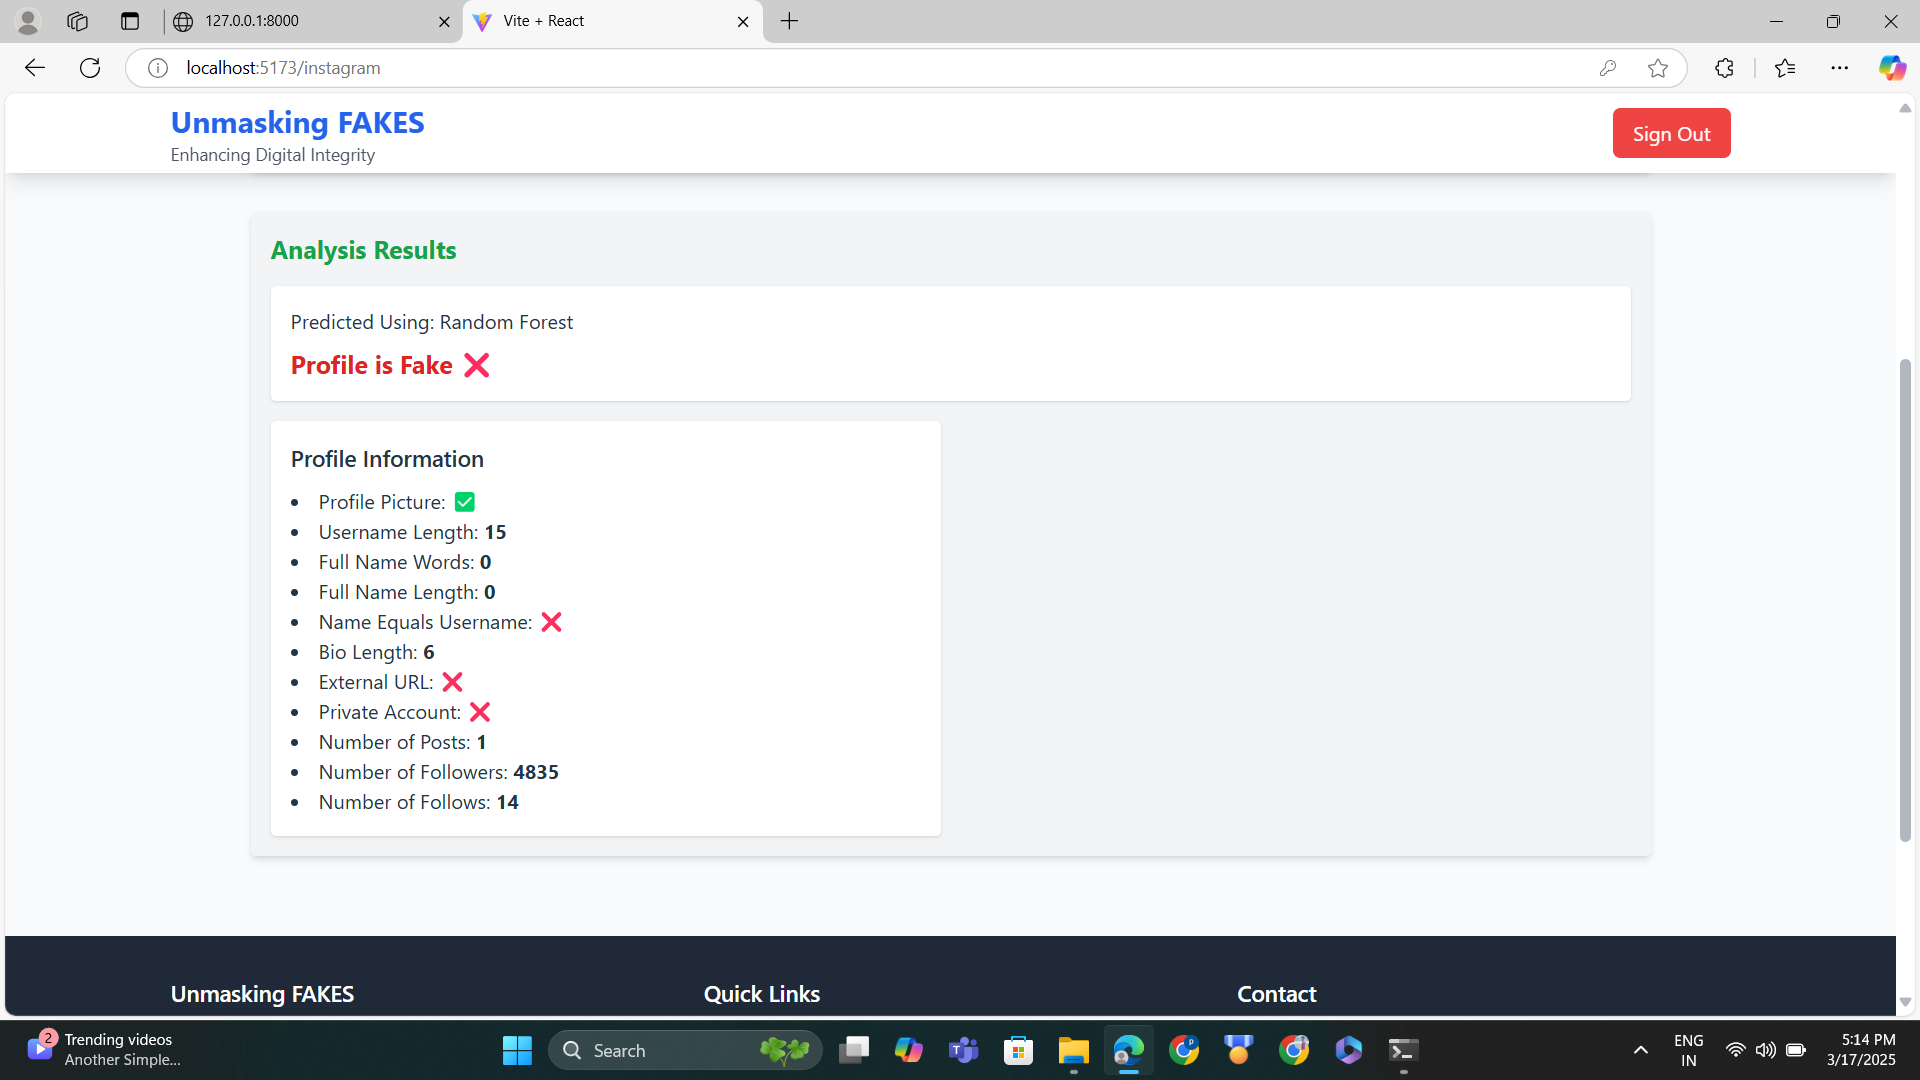 127.0.0.1:8000
Vite + React
localhost:5173/instagram
Unmasking FAKES
Enhancing Digital Integrity
Sign Out
Analysis Results
Predicted Using: Random Forest
Profile is Fake ❌
Profile Information
• Profile Picture: ✅
• Username Length: 15
• Full Name Words: 0
• Full Name Length: 0
• Name Equals Username: ❌
• Bio Length: 6
• External URL: ❌
• Private Account: ❌
• Number of Posts: 1
• Number of Followers: 4835
• Number of Follows: 14
Unmasking FAKES
Quick Links
Contact
2
Trending videos
Another Simple...
Search
P
ENG
IN
5:14 PM
3/17/2025